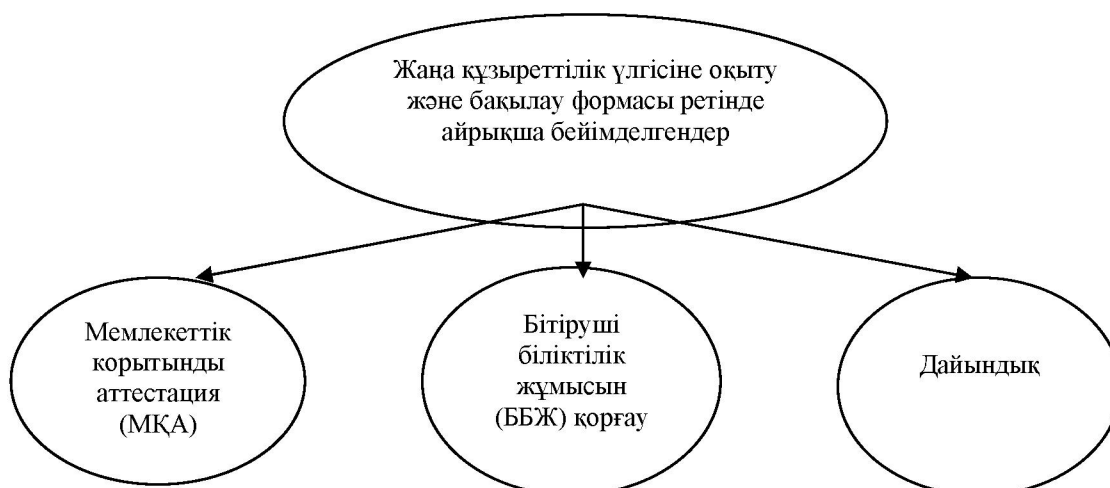 Жаңа құзыреттілік үлгісіне оқыту
және бақылау формасы ретінде
айрықша бейімделгендер
Мемлекеттік
қорытынды
аттестация
(МҚА)
Бітіруші
біліктілік
жұмысын
(ББЖ) қорғау
Дайындық